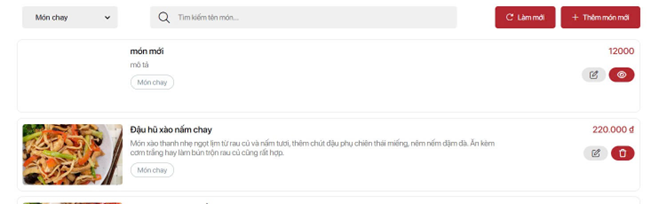 Món chay
Tìm kiếm tên món...
Làm mới
+ Thêm món mới
món mới
12000
mô tả
Món chay
Đậu hũ xào nấm chay
220.000 đ
Món xào thanh nhẹ ngọt lịm từ rau củ và nấm tươi, thêm chút đậu phụ chiên thái miếng, nêm nếm đậm đà. Ăn kèm
cơm trắng hay làm bún trộn rau củ cũng rất hợp.
Món chay